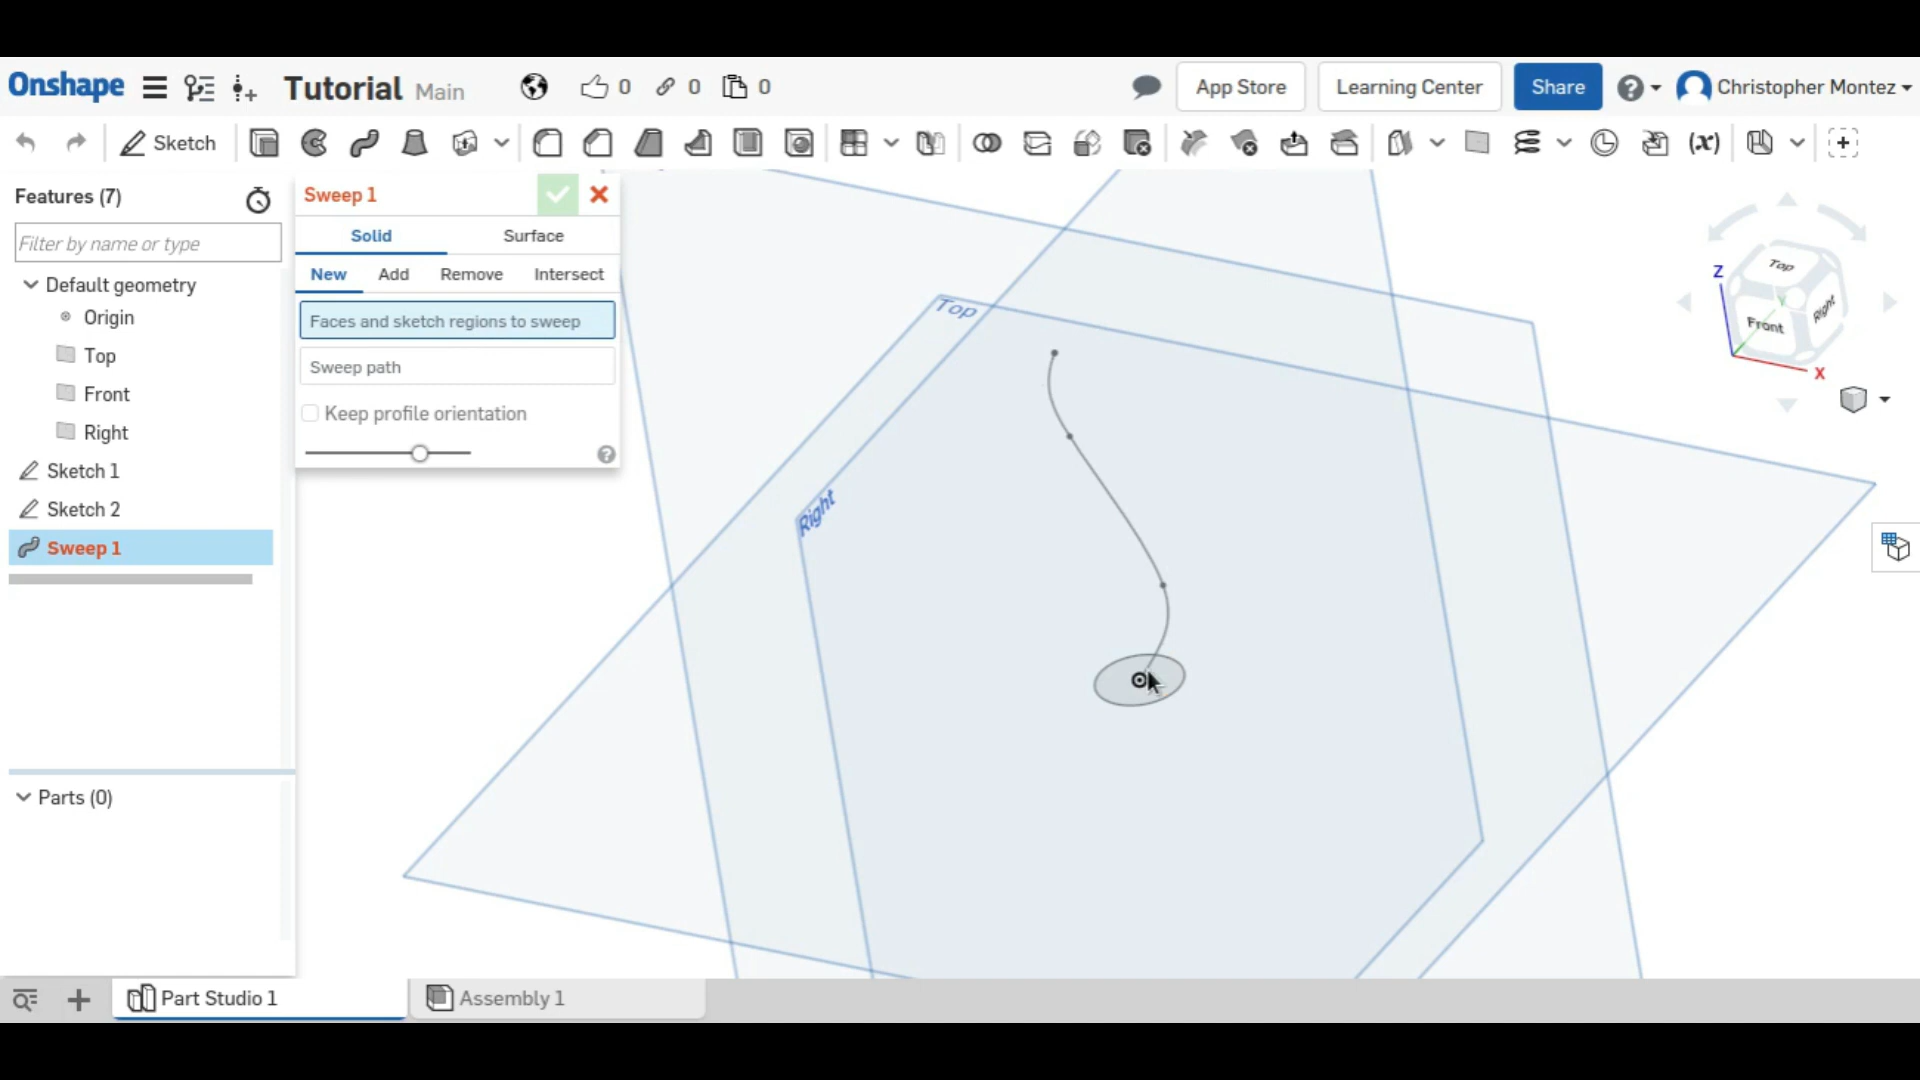 Onshape Tutorial Main 0 0 0 App Store Learning Center Share ? Christopher Montez
Sketch (x)
Features (7)
Filter by name or type
Default geometry
Origin
Top
Front
Right
Sketch 1
Sketch 2
Sweep 1
Parts (0)
Sweep 1
Solid Surface
New Add Remove Intersect
Faces and sketch regions to sweep
Sweep path
Keep profile orientation
?
Top
Right
Z
Top
Y
Front
Right
X
Part Studio 1
Assembly 1